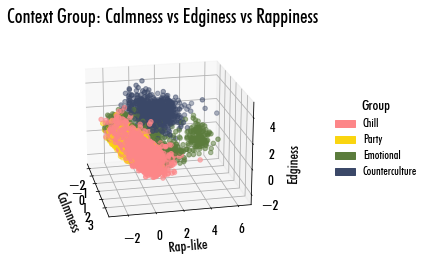 Context Group: Calmness vs Edginess vs Rappiness
Group
Chill
Party
Emotional
Counterculture
4
2
0
−2
Edginess
−2
−1
0
1
2
3
Calmness
−2
0
2
4
6
Rap-like